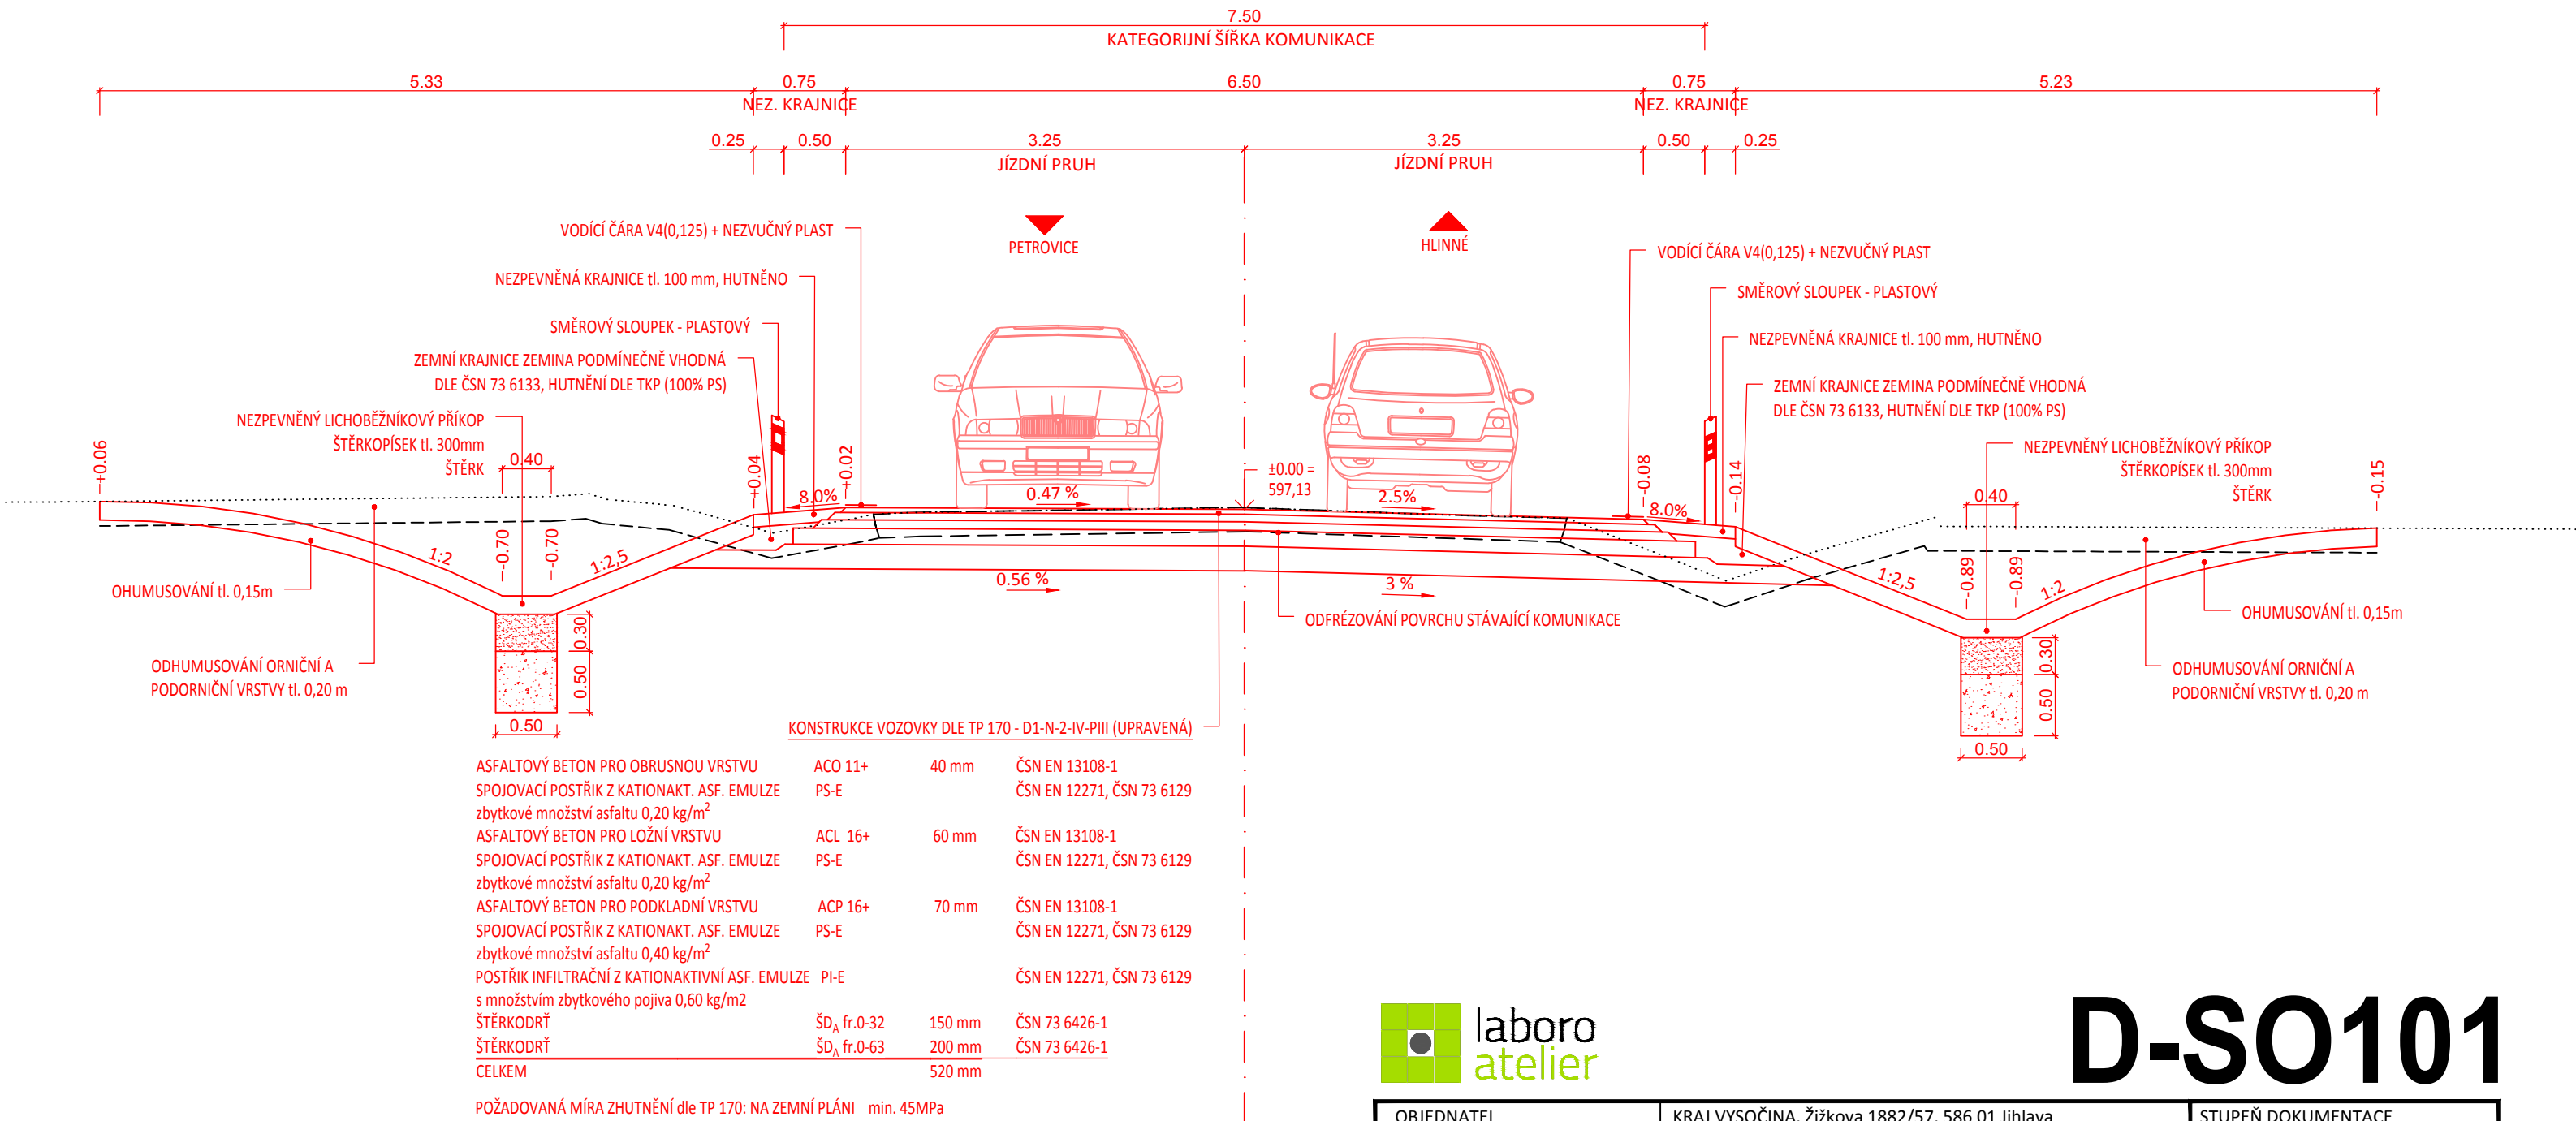 7.50
KATEGORIJNÍ ŠÍŘKA KOMUNIKACE
5.33 0.75 6.50 0.75 5.23
NEZ. KRAJNICE NEZ. KRAJNICE
0.25 0.50 3.25 3.25 0.50 0.25
JÍZDNÍ PRUH JÍZDNÍ PRUH
VODÍCÍ ČÁRA V4(0,125) + NEZVUČNÝ PLAST
NEZPEVNĚNÁ KRAJNICE tl. 100 mm, HUTNĚNO
SMĚROVÝ SLOUPEK - PLASTOVÝ
ZEMNÍ KRAJNICE ZEMINA PODMÍNEČNĚ VHODNÁ
DLE ČSN 73 6133, HUTNĚNÍ DLE TKP (100% PS)
NEZPEVNĚNÝ LICHOBĚŽNÍKOVÝ PŘÍKOP
ŠTĚRKOPÍSEK tl. 300mm
ŠTĚRK
PETROVICE
HLINNÉ
VODÍCÍ ČÁRA V4(0,125) + NEZVUČNÝ PLAST
SMĚROVÝ SLOUPEK - PLASTOVÝ
NEZPEVNĚNÁ KRAJNICE tl. 100 mm, HUTNĚNO
ZEMNÍ KRAJNICE ZEMINA PODMÍNEČNĚ VHODNÁ
DLE ČSN 73 6133, HUTNĚNÍ DLE TKP (100% PS)
NEZPEVNĚNÝ LICHOBĚŽNÍKOVÝ PŘÍKOP
ŠTĚRKOPÍSEK tl. 300mm
ŠTĚRK
+0.06
0.40
+0.04
8.0%
+0.02
0.47 %
±0.00 =
597,13
2.5%
-0.08
8.0%
-0.14
0.40
-0.15
1:2
-0.70
-0.70
1:2,5
0.56 %
3 %
1:2,5
-0.89
-0.89
1:2
OHUMUSOVÁNÍ tl. 0,15m
ODHUMUSOVÁNÍ ORNIČNÍ A
PODORNIČNÍ VRSTVY tl. 0,20 m
0.30
0.50
0.50
ODFRÉZOVÁNÍ POVRCHU STÁVAJÍCÍ KOMUNIKACE
OHUMUSOVÁNÍ tl. 0,15m
ODHUMUSOVÁNÍ ORNIČNÍ A
PODORNIČNÍ VRSTVY tl. 0,20 m
0.30
0.50
0.50
KONSTRUKCE VOZOVKY DLE TP 170 - D1-N-2-IV-PIII (UPRAVENÁ)
ASFALTOVÝ BETON PRO OBRUSNOU VRSTVU ACO 11+ 40 mm ČSN EN 13108-1
SPOJOVACÍ POSTŘIK Z KATIONAKT. ASF. EMULZE PS-E ČSN EN 12271, ČSN 73 6129
zbytkové množství asfaltu 0,20 kg/m²
ASFALTOVÝ BETON PRO LOŽNÍ VRSTVU ACL 16+ 60 mm ČSN EN 13108-1
SPOJOVACÍ POSTŘIK Z KATIONAKT. ASF. EMULZE PS-E ČSN EN 12271, ČSN 73 6129
zbytkové množství asfaltu 0,20 kg/m²
ASFALTOVÝ BETON PRO PODKLADNÍ VRSTVU ACP 16+ 70 mm ČSN EN 13108-1
SPOJOVACÍ POSTŘIK Z KATIONAKT. ASF. EMULZE PS-E ČSN EN 12271, ČSN 73 6129
zbytkové množství asfaltu 0,40 kg/m²
POSTŘIK INFILTRAČNÍ Z KATIONAKTIVNÍ ASF. EMULZE PI-E ČSN EN 12271, ČSN 73 6129
s množstvím zbytkového pojiva 0,60 kg/m2
ŠTĚRKODRŤ ŠDA fr.0-32 150 mm ČSN 73 6426-1
ŠTĚRKODRŤ ŠDA fr.0-63 200 mm ČSN 73 6426-1
CELKEM 520 mm
POŽADOVANÁ MÍRA ZHUTNĚNÍ dle TP 170: NA ZEMNÍ PLÁNI min. 45MPa
laboro
atelier
D-SO101
OBJEDNATEL KRAJ VYSOČINA, Žižkova 1882/57, 586 01 Jihlava STUPEŇ DOKUMENTACE